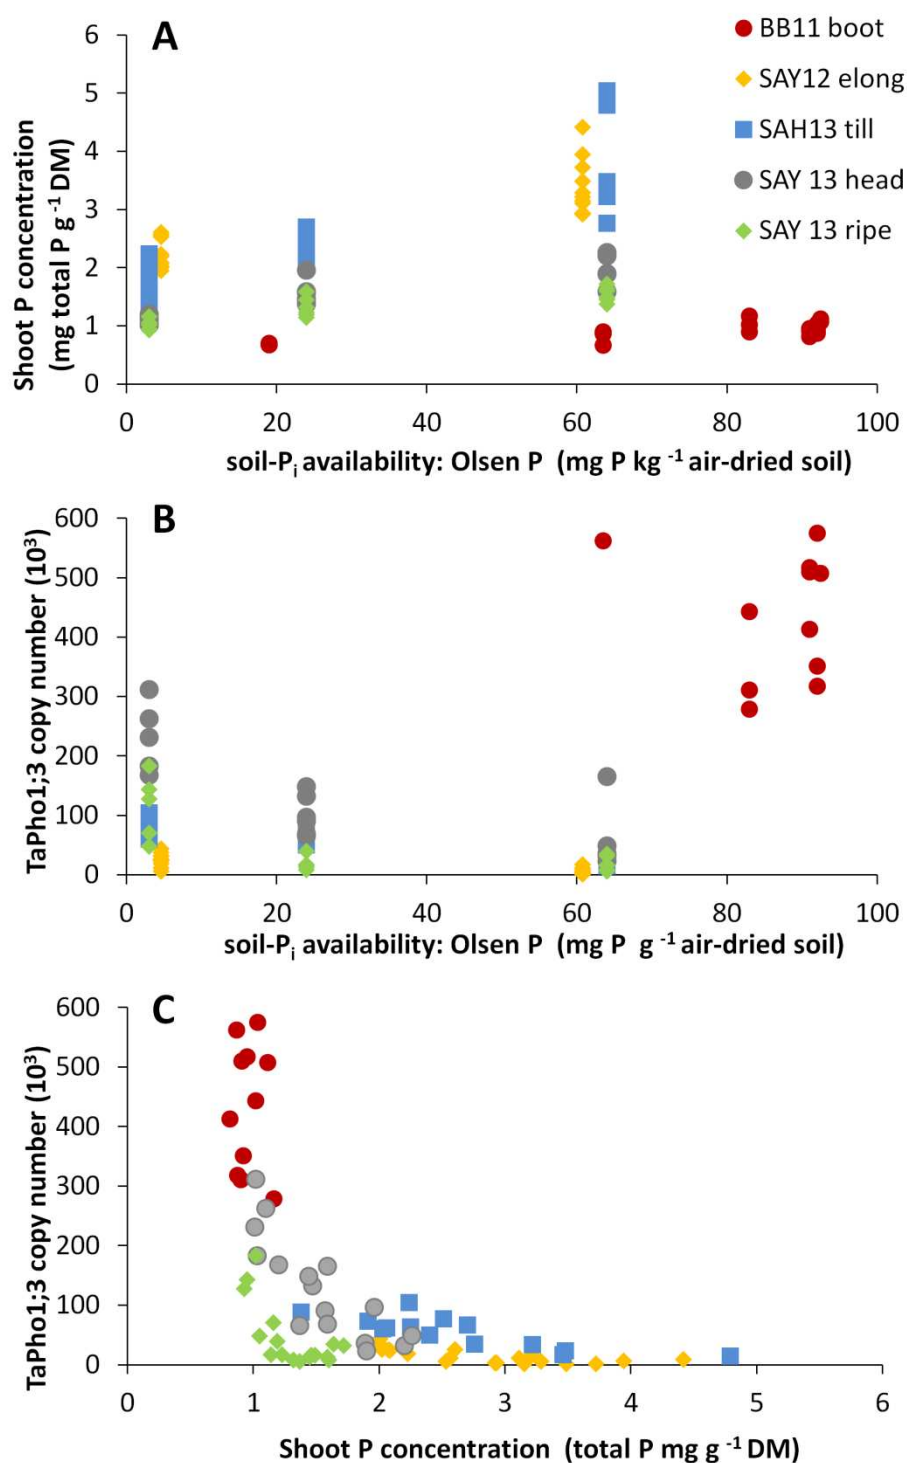 A
6
5
4
3
2
1
0
Shoot P concentration
(mg total P g⁻¹ DM)
0 20 40 60 80 100
soil-Pᵢ availability: Olsen P (mg P kg ⁻¹ air-dried soil)
BB11 boot
SAY12 elong
SAH13 till
SAY 13 head
SAY 13 ripe
B
600
500
400
300
200
100
0
TaPho1;3 copy number (10³)
0 20 40 60 80 100
soil-Pᵢ availability: Olsen P (mg P g ⁻¹ air-dried soil)
C
600
500
400
300
200
100
0
TaPho1;3 copy number (10³)
0 1 2 3 4 5 6
Shoot P concentration (total P mg g ⁻¹ DM)